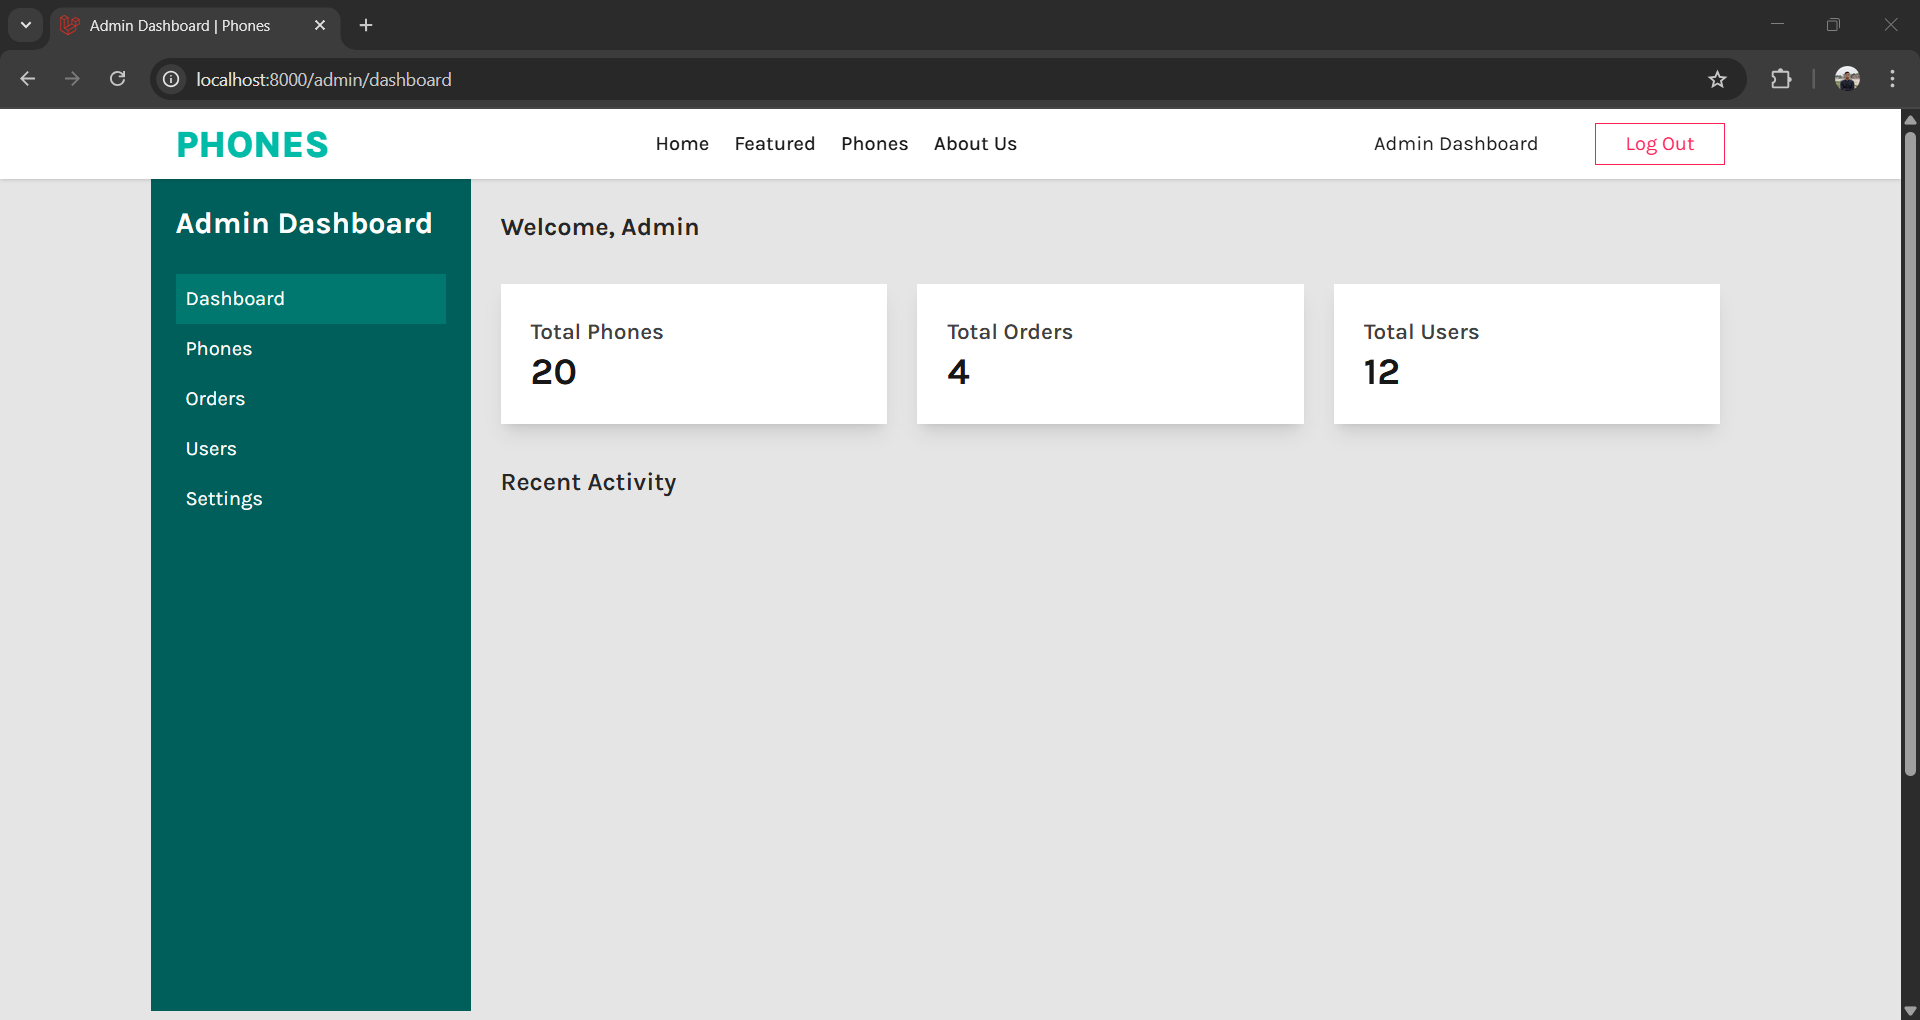 Admin Dashboard | Phones
localhost:8000/admin/dashboard
PHONES
Home Featured Phones About Us
Admin Dashboard
Log Out
Admin Dashboard
Dashboard
Phones
Orders
Users
Settings
Welcome, Admin
Total Phones
20
Total Orders
4
Total Users
12
Recent Activity